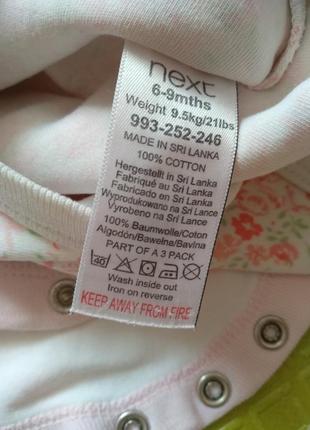 next
6-9mths
Weight 9.5kg/21lbs
993-252-246
MADE IN SRI LANKA
100% COTTON
Hergestellt in Sri Lanka
Fabriqué au Sri Lanka
Fabricado en Sri Lanka
Wyprodukowano na Sri Lance
Vyrobeno na Sri Lance
100% Baumwolle/Coton
Algodón/Bawełna/Bavlna
PART OF A 3 PACK
40
Wash inside out
Iron on reverse
KEEP AWAY FROM FIRE